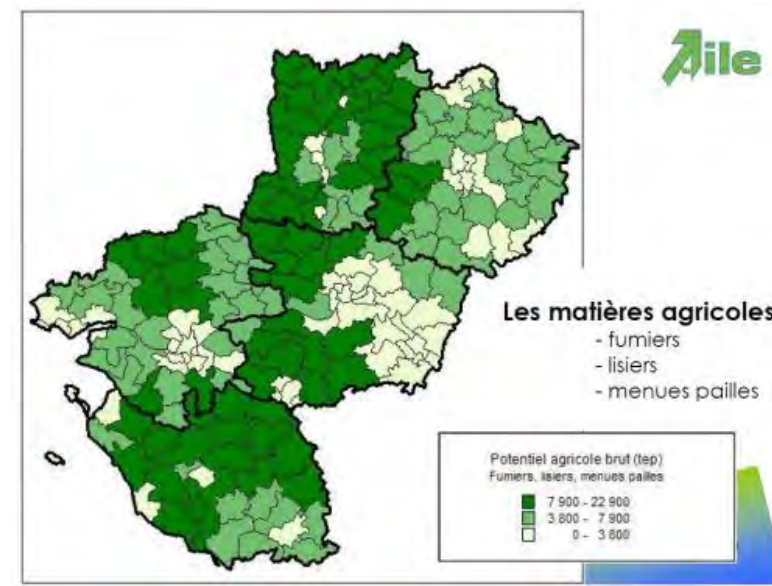 Aile
Les matières agricoles
- fumiers
- lisiers
- menues pailles
Potentiel agricole brut (tep)
Fumiers, lisiers, menues pailles
7 900 - 22 900
3 800 - 7 900
0 - 3 800